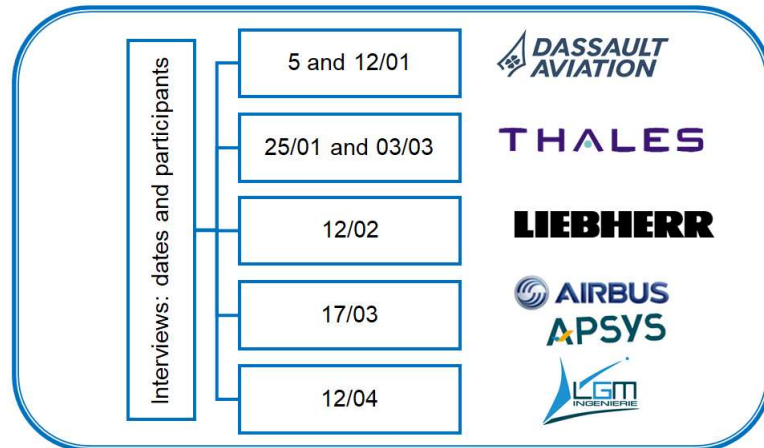 Interviews: dates and participants
5 and 12/01
DASSAULT
AVIATION
25/01 and 03/03
THALES
12/02
LIEBHERR
17/03
AIRBUS
APSYS
12/04
LGM
INGENIERIE